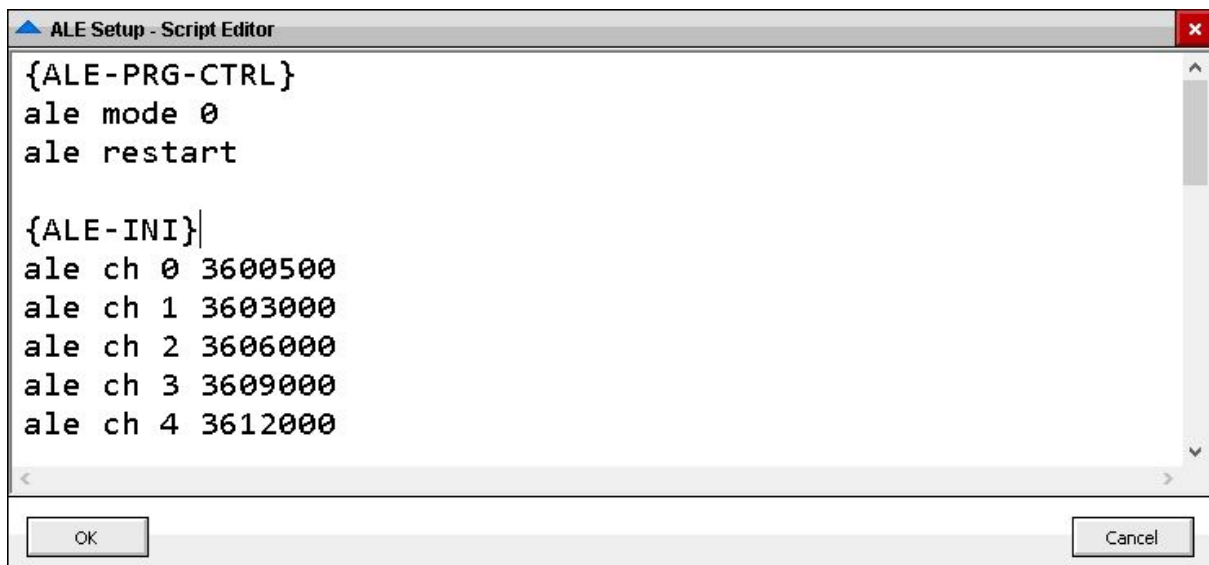 ALE Setup - Script Editor
{ALE-PRG-CTRL}
ale mode 0
ale restart
{ALE-INI}
ale ch 0 3600500
ale ch 1 3603000
ale ch 2 3606000
ale ch 3 3609000
ale ch 4 3612000
OK Cancel